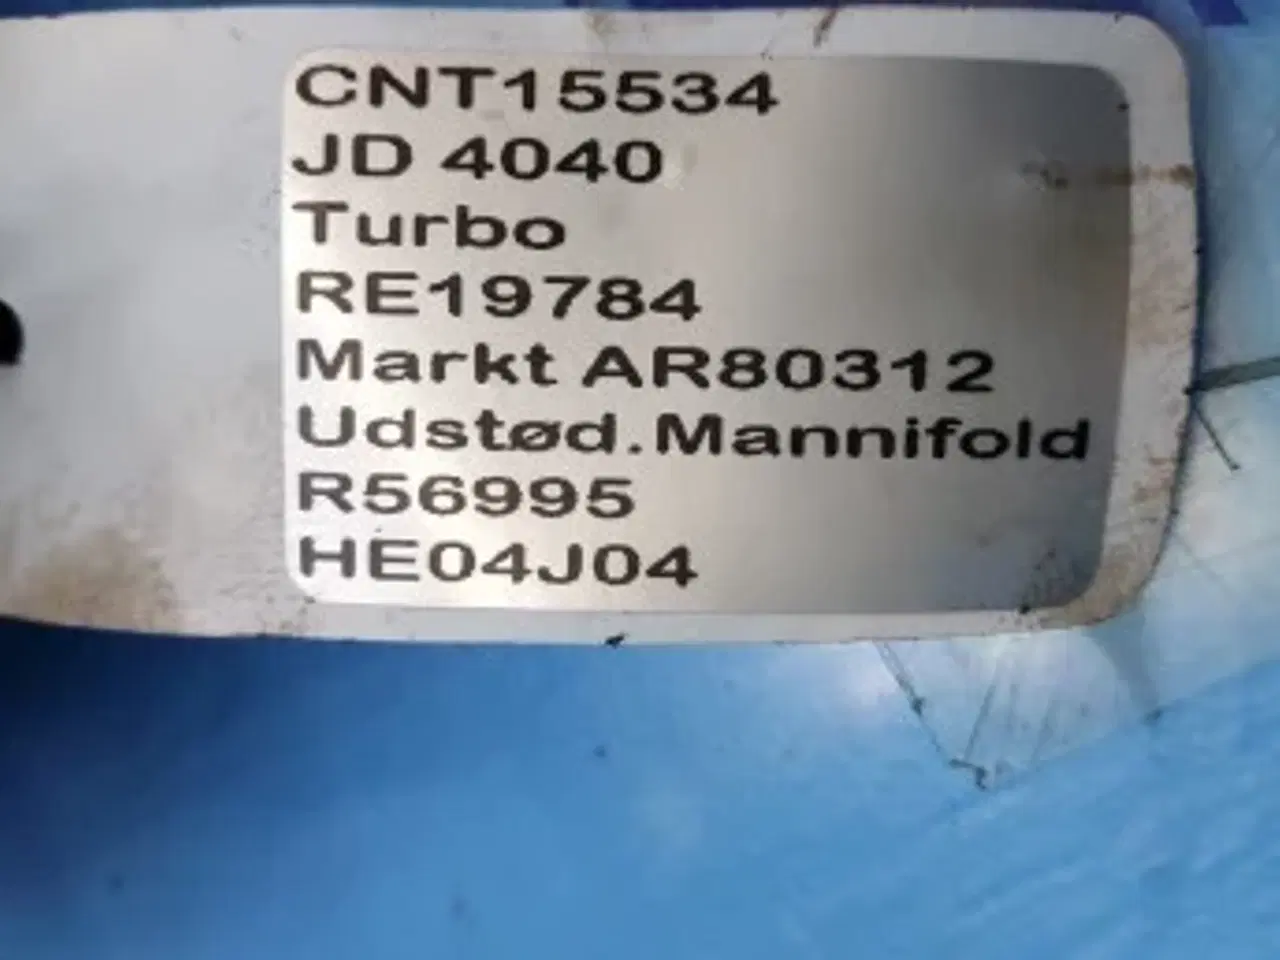 CNT15534
JD 4040
Turbo
RE19784
Markt AR80312
Udstød.Mannifold
R56995
HE04J04